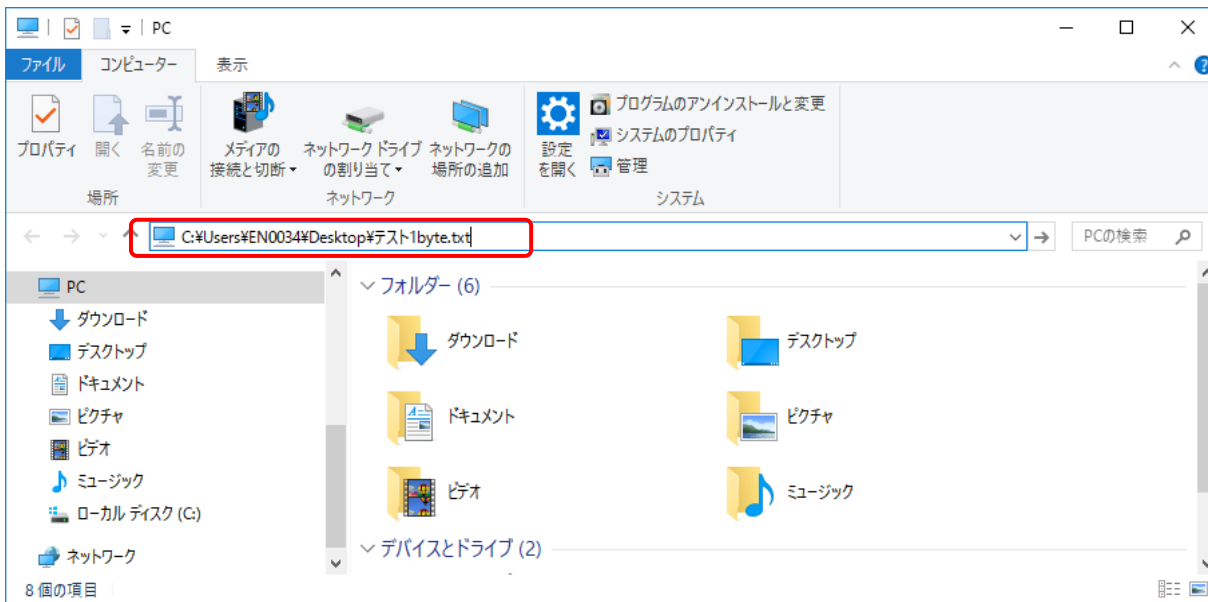 PC
ファイル コンピューター 表示
プロパティ 開く 名前の変更 メディアの接続と切断 ネットワーク ドライブの割り当て ネットワークの場所の追加 設定を開く プログラムのアンインストールと変更
システムのプロパティ
管理
場所 ネットワーク システム
C:¥Users¥EN0034¥Desktop¥テスト1byte.txt PCの検索
PC
ダウンロード
デスクトップ
ドキュメント
ピクチャ
ビデオ
ミュージック
ローカル ディスク (C:)
ネットワーク
フォルダー (6)
ダウンロード デスクトップ
ドキュメント ピクチャ
ビデオ ミュージック
デバイスとドライブ (2)
8 個の項目